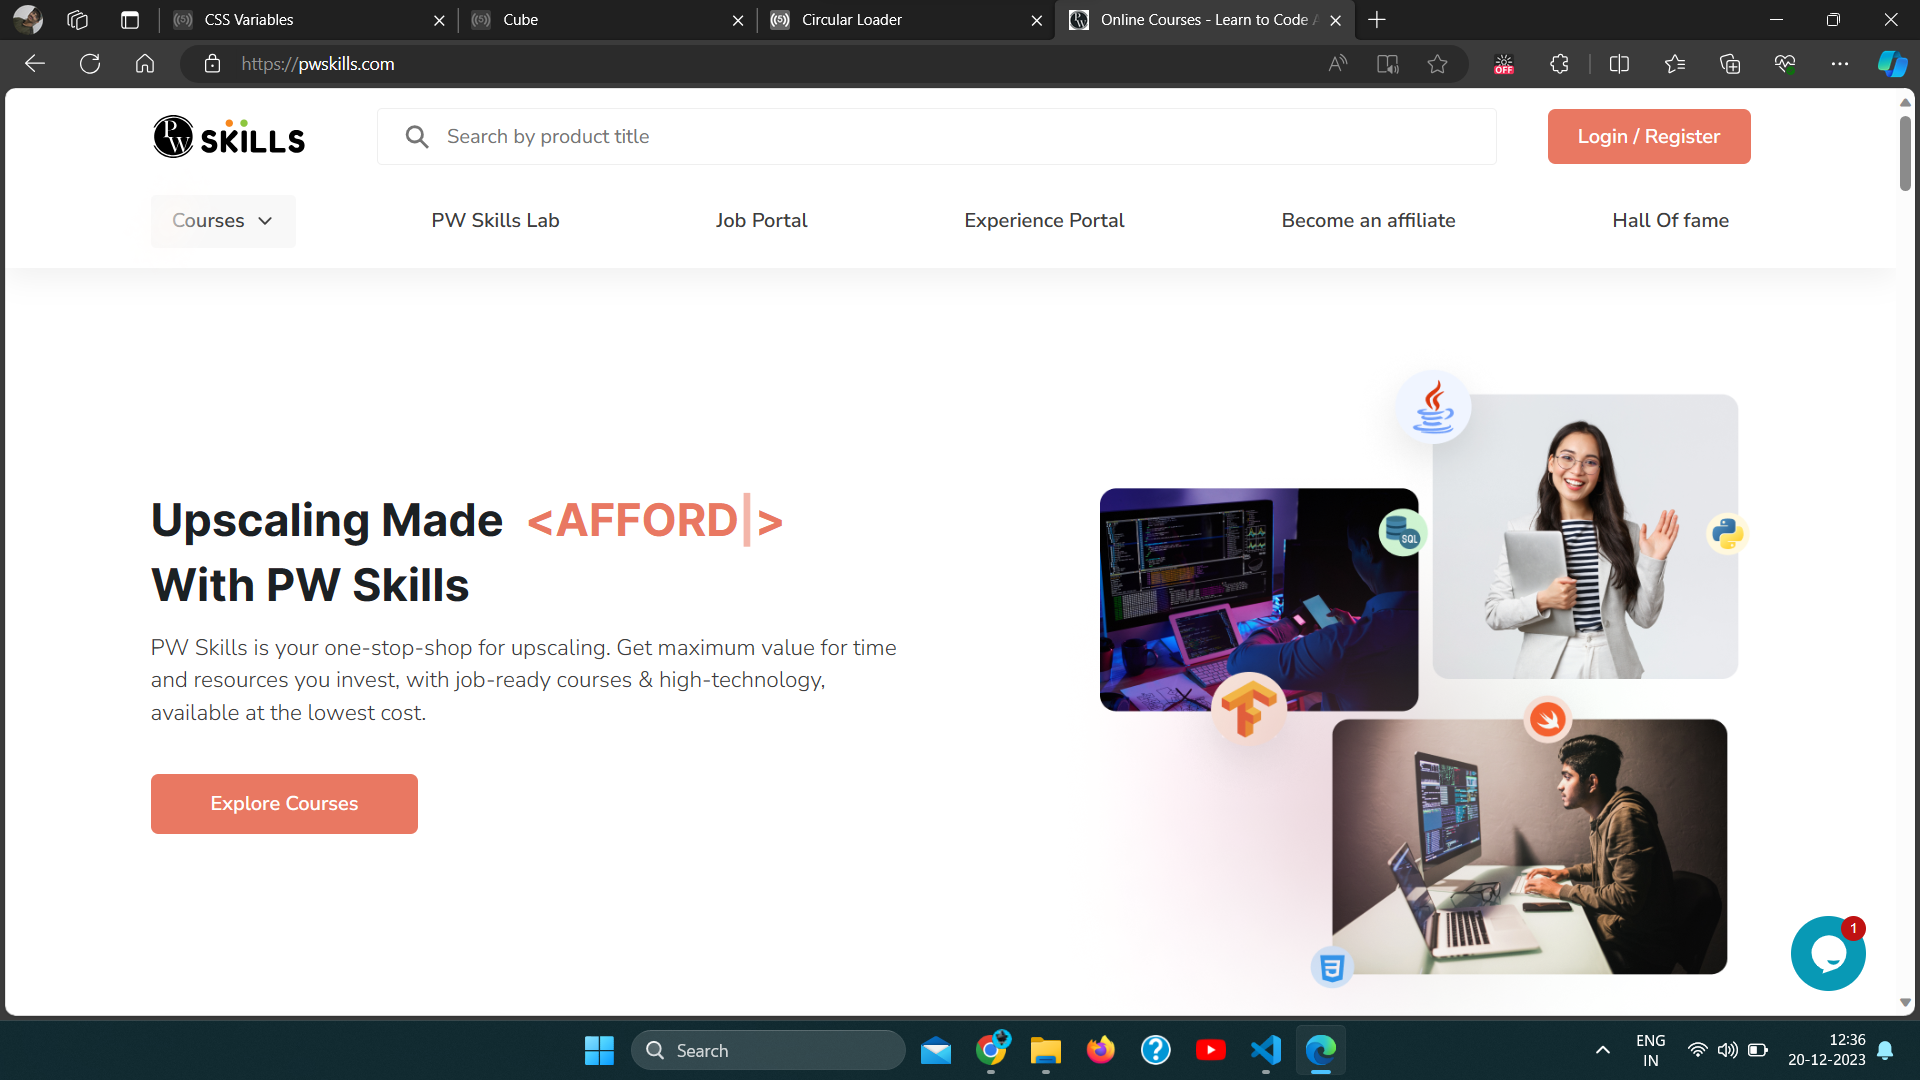 CSS Variables
Cube
Circular Loader
Online Courses - Learn to Code A
https://pwskills.com
OFF
PW SKILLS
Search by product title
Login / Register
Courses
PW Skills Lab
Job Portal
Experience Portal
Become an affiliate
Hall Of fame
Upscaling Made <AFFORD|>
With PW Skills
PW Skills is your one-stop-shop for upscaling. Get maximum value for time
and resources you invest, with job-ready courses & high-technology,
available at the lowest cost.
Explore Courses
SQL
1
Search
ENG
IN
12:36
20-12-2023